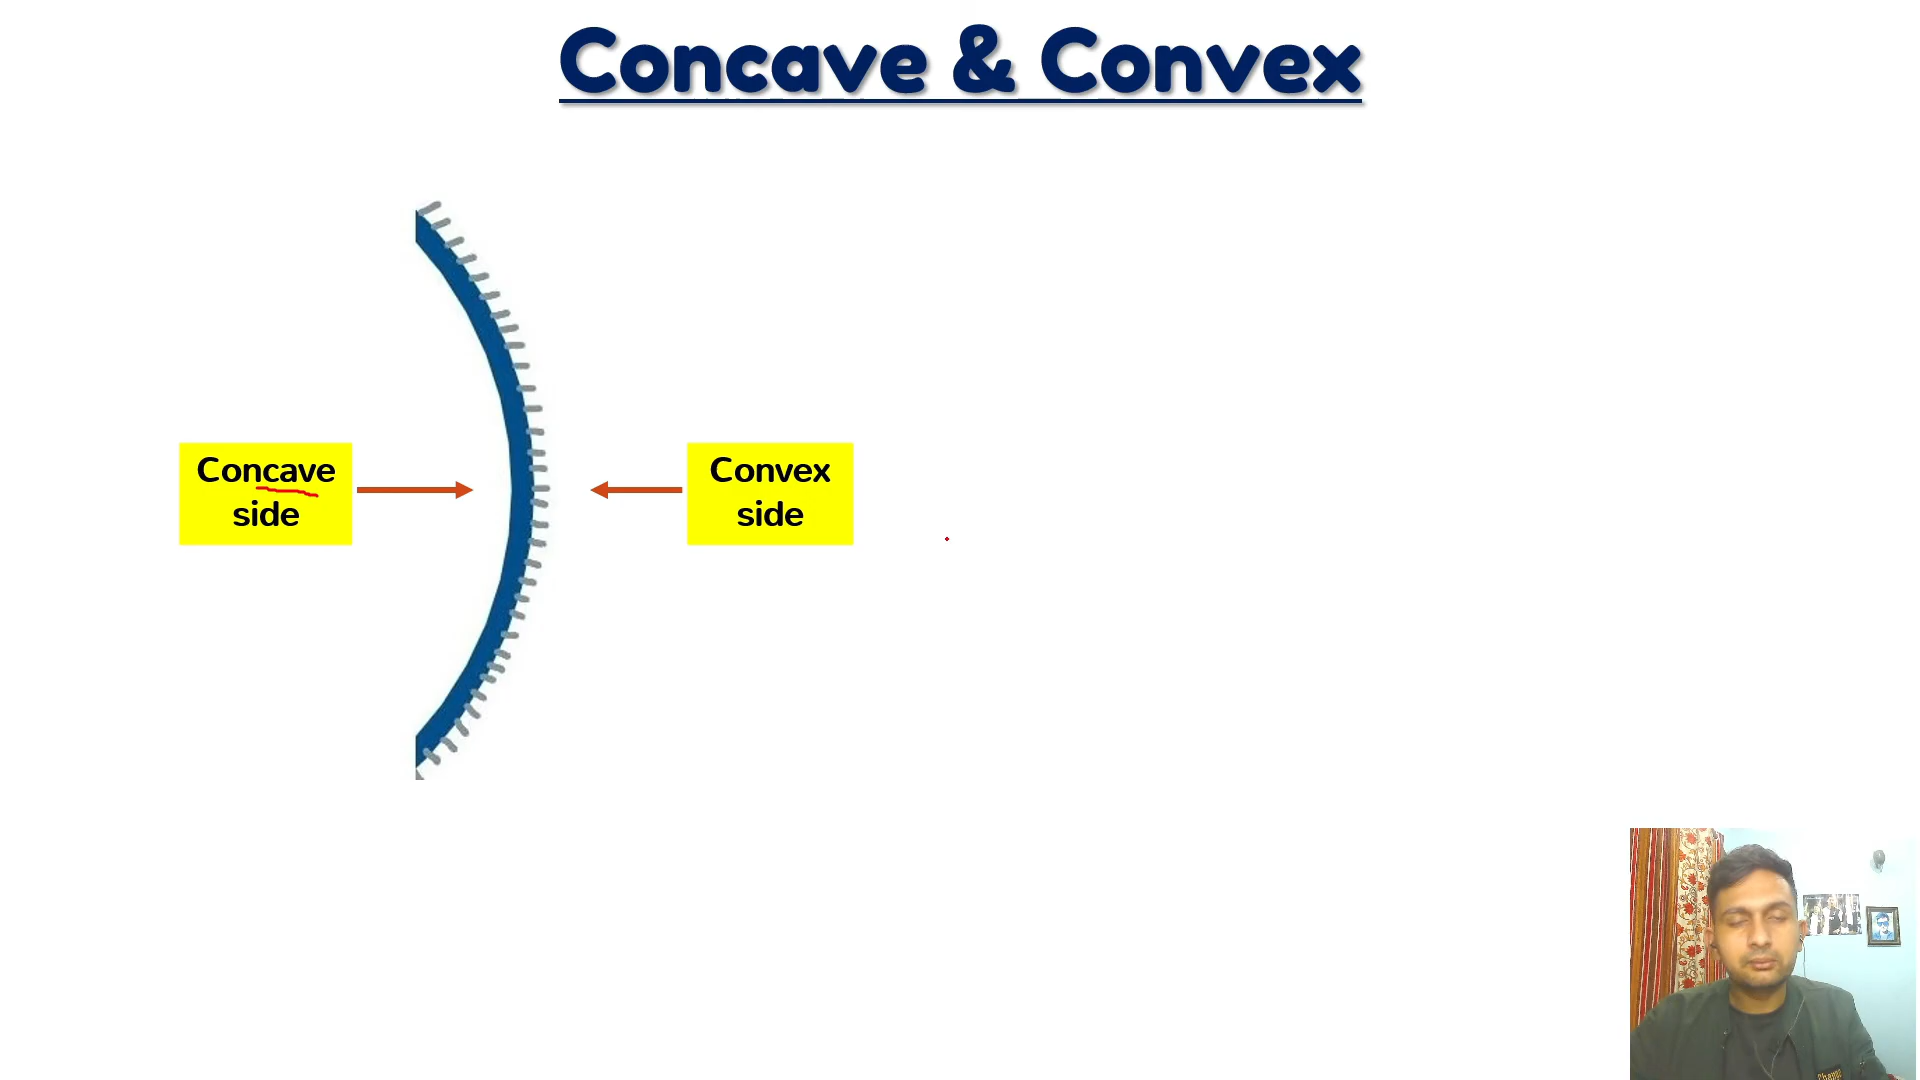 Concave & Convex
Concave
side
Convex
side